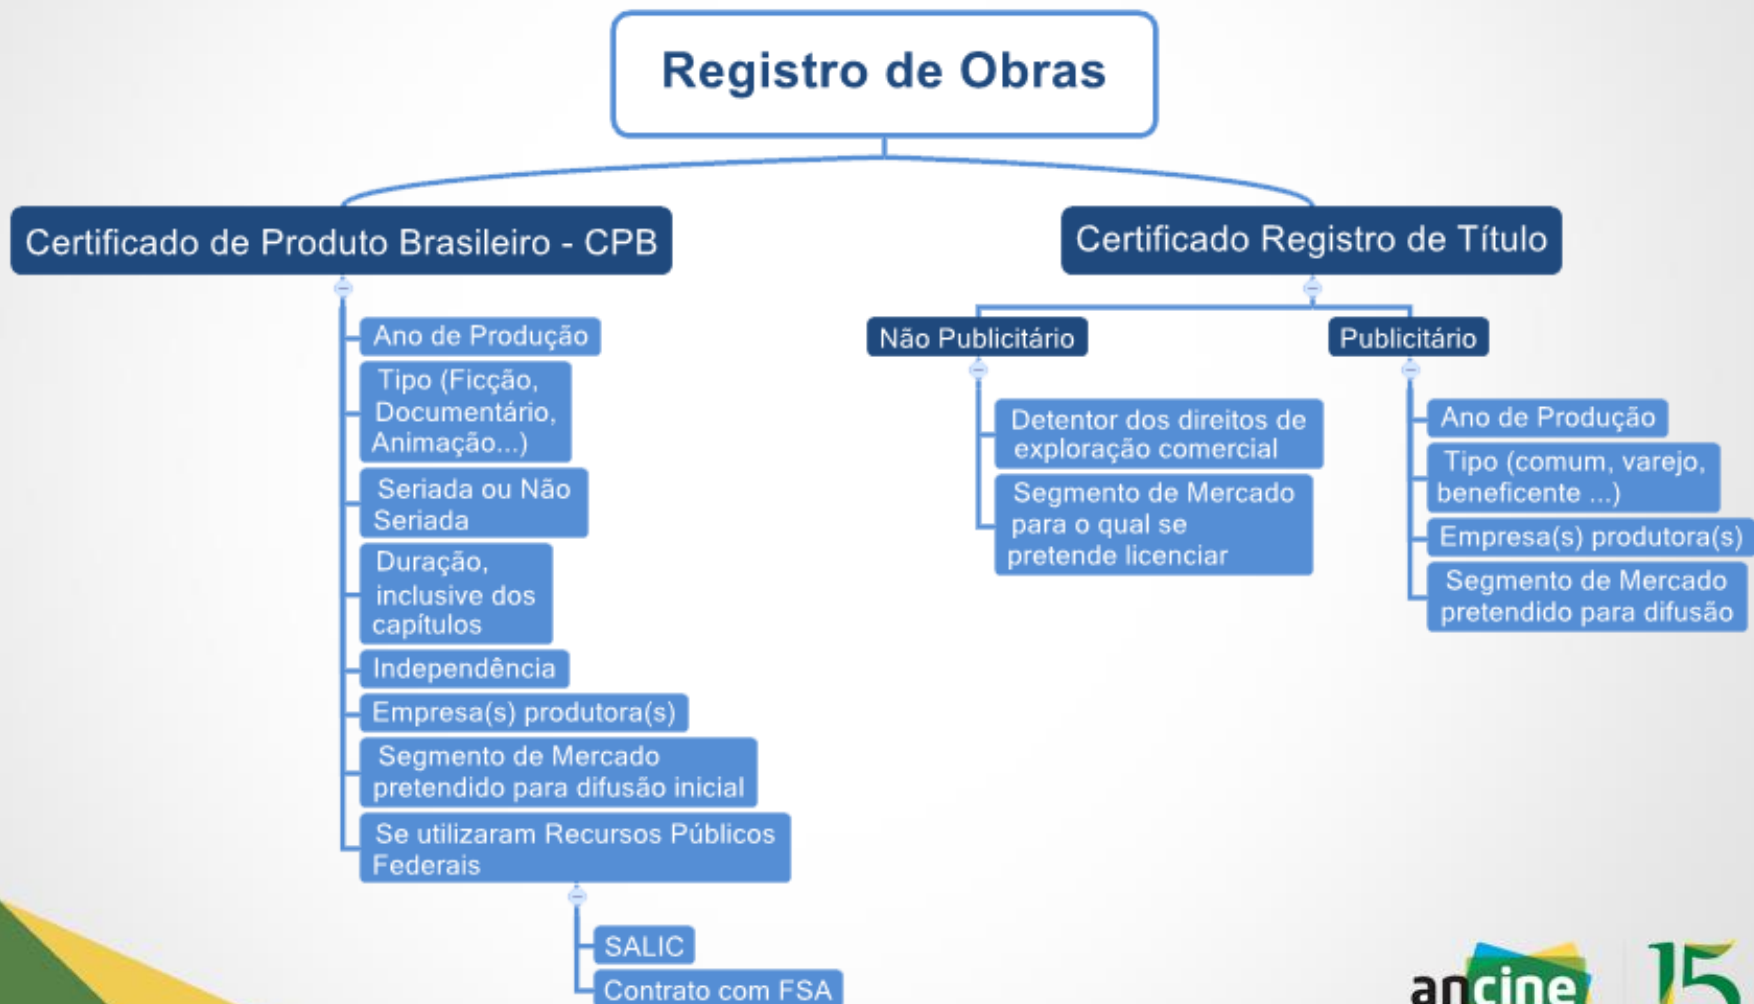 Registro de Obras
Certificado de Produto Brasileiro - CPB
Ano de Produção
Tipo (Ficção,
Documentário,
Animação...)
Seriada ou Não
Seriada
Duração,
inclusive dos
capítulos
Independência
Empresa(s) produtora(s)
Segmento de Mercado
pretendido para difusão inicial
Se utilizaram Recursos Públicos
Federais
SALIC
Contrato com FSA
Certificado Registro de Título
Não Publicitário
Detentor dos direitos de
exploração comercial
Segmento de Mercado
para o qual se
pretende licenciar
Publicitário
Ano de Produção
Tipo (comum, varejo,
beneficente ...)
Empresa(s) produtora(s)
Segmento de Mercado
pretendido para difusão
ancine
15